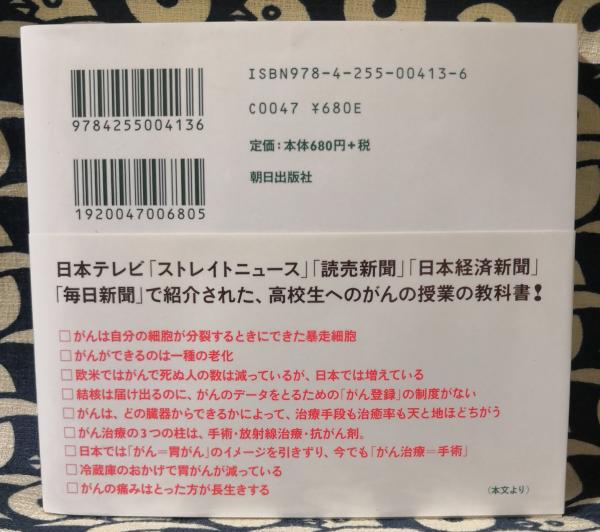 ISBN978-4-255-00413-6
C0047 ¥680E
9784255004136
定価:本体680円+税
朝日出版社
1920047006805
日本テレビ「ストレイトニュース」「読売新聞」「日本経済新聞」
「毎日新聞」で紹介された、高校生へのがんの授業の教科書!
□がんは自分の細胞が分裂するときにできた暴走細胞
□がんができるのは一種の老化
□欧米ではがんで死ぬ人の数は減っているが、日本では増えている
□結核は届け出るのに、がんのデータをとるための「がん登録」の制度がない
□がんは、どの臓器からできるかによって、治療手段も治癒率も天と地ほどちがう
□がん治療の3つの柱は、手術・放射線治療・抗がん剤。
□日本では「がん=胃がん」のイメージを引きずり、今でも「がん治療=手術」
□冷蔵庫のおかげで胃がんが減っている
□がんの痛みはとった方が長生きする
(本文より)